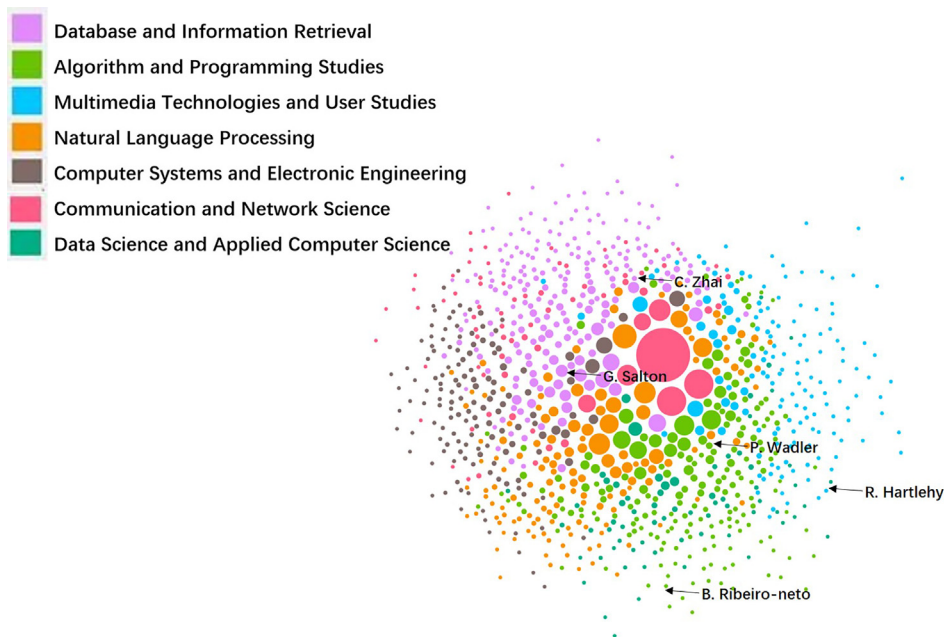 Database and Information Retrieval
Algorithm and Programming Studies
Multimedia Technologies and User Studies
Natural Language Processing
Computer Systems and Electronic Engineering
Communication and Network Science
Data Science and Applied Computer Science
C. Zhai
G. Salton
P. Wadler
R. Hartlehy
B. Ribeiro-neto